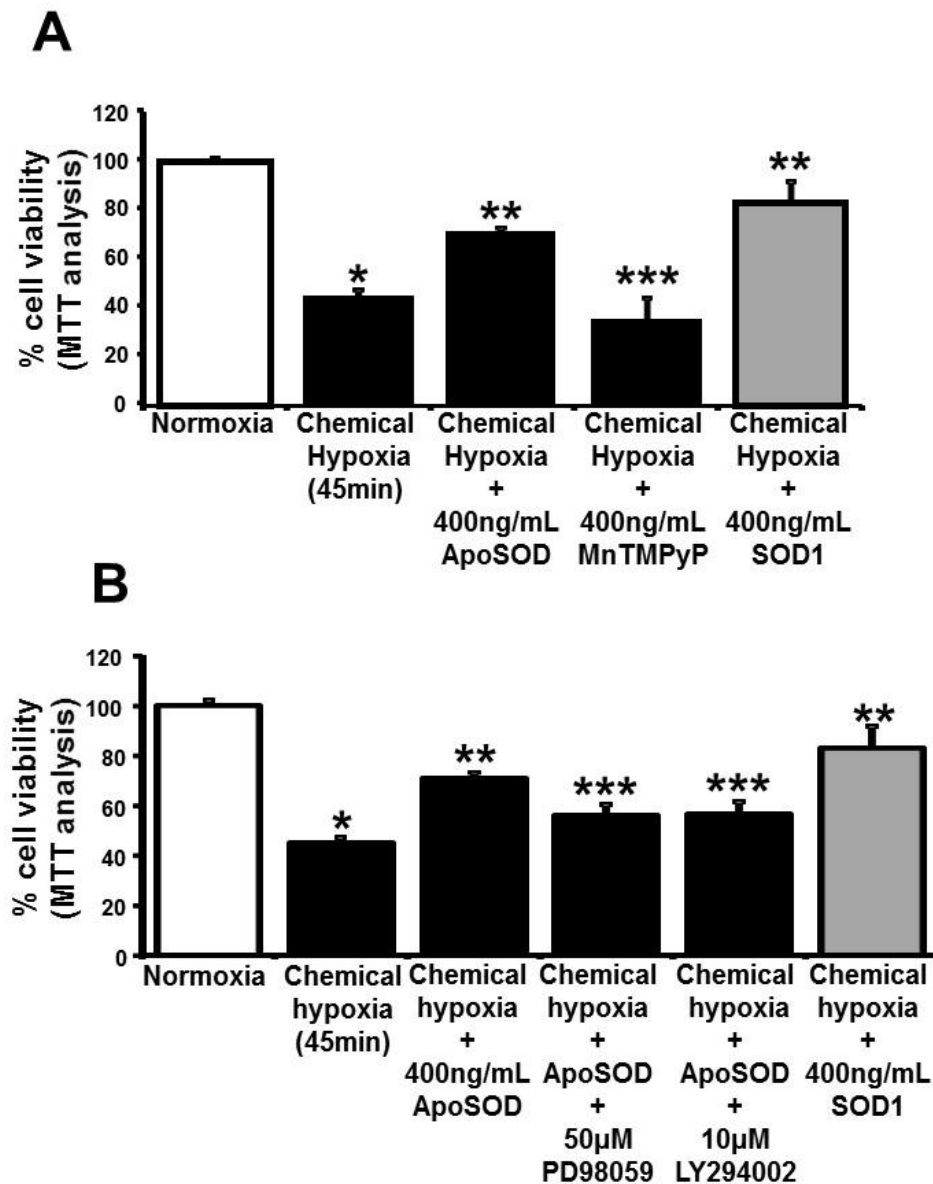 A
% cell viability
(MTT analysis)
120
100
80
60
40
20
0
*
**
***
**
Normoxia
Chemical
Hypoxia
(45min)
Chemical
Hypoxia
+
400ng/mL
ApoSOD
Chemical
Hypoxia
+
400ng/mL
MnTMPyP
Chemical
Hypoxia
+
400ng/mL
SOD1
B
% cell viability
(MTT analysis)
120
100
80
60
40
20
0
*
**
***
***
**
Normoxia
Chemical
hypoxia
(45min)
Chemical
hypoxia
+
400ng/mL
ApoSOD
Chemical
hypoxia
+
ApoSOD
+
50µM
PD98059
Chemical
hypoxia
+
ApoSOD
+
10µM
LY294002
Chemical
hypoxia
+
400ng/mL
SOD1